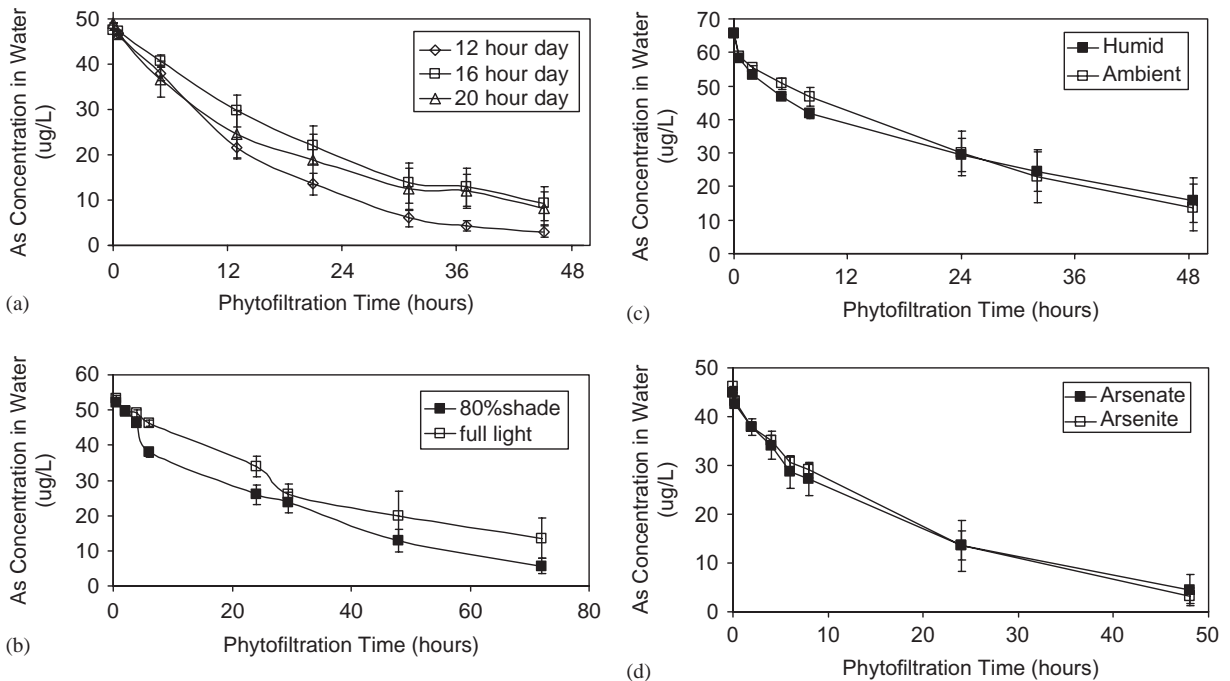 As Concentration in Water
(ug/L)
50
40
30
20
10
0
0 12 24 36 48
Phytofiltration Time (hours)
12 hour day
16 hour day
20 hour day
(a)
As Concentration in Water
(ug/L)
70
60
50
40
30
20
10
0
0 12 24 36 48
Phytofiltration Time (hours)
Humid
Ambient
(c)
As Concentration in Water
(ug/L)
60
50
40
30
20
10
0
0 20 40 60 80
Phytofiltration Time (hours)
80%shade
full light
(b)
As Concentration in Water
(ug/L)
50
40
30
20
10
0
0 10 20 30 40 50
Phytofiltration Time (hours)
Arsenate
Arsenite
(d)